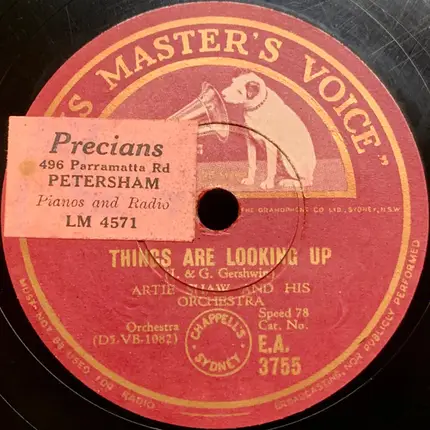 S MASTER'S VOICE"
Precians
496 Parramatta Rd
PETERSHAM
Pianos and Radio
LM 4571
THE GRAMOPHONE CO LTD., SYDNEY, N.S.W
THINGS ARE LOOKING UP
& G. Gershwin)
ARTIE SHAW AND HIS
ORCHESTRA
Orchestra
(D5.VB-1082)
CHAPPELL'S
SYDNEY
Speed 78
Cat. No.
E.A.
3755
MUST NOT BE USED FOR RADIO
BROADCASTING, NOR PUBLICLY PERFORMED